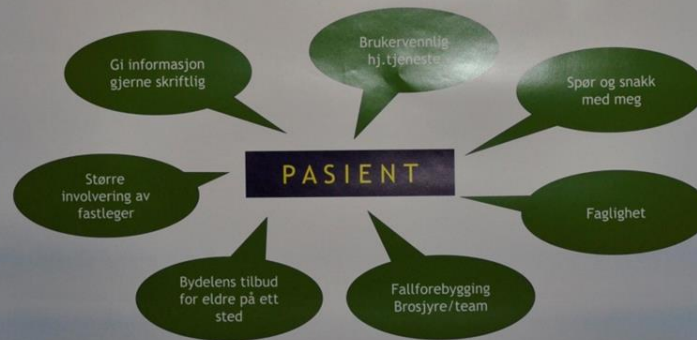 Gi informasjon
gjerne skriftlig
Brukervennlig
hj.tjeneste
Spør og snakk
med meg
Større
involvering av
fastleger
PASIENT
Faglighet
Bydelens tilbud
for eldre på ett
sted
Fallforebygging
Brosjyre/team